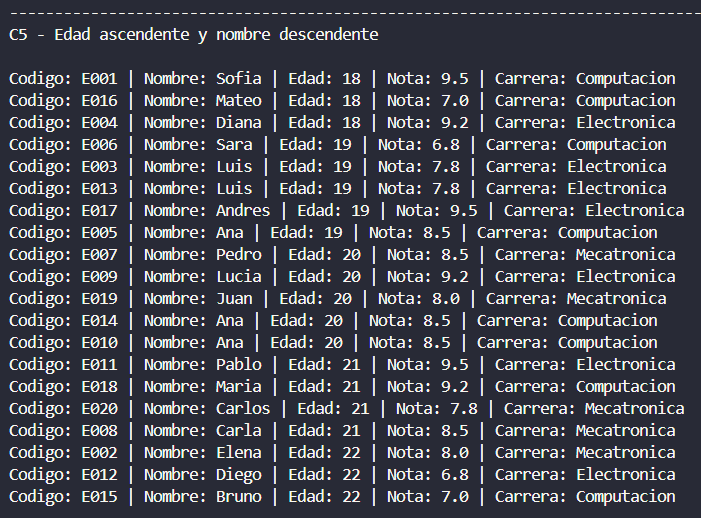 C5 - Edad ascendente y nombre descendente
Codigo: E001 | Nombre: Sofia | Edad: 18 | Nota: 9.5 | Carrera: Computacion
Codigo: E016 | Nombre: Mateo | Edad: 18 | Nota: 7.0 | Carrera: Computacion
Codigo: E004 | Nombre: Diana | Edad: 18 | Nota: 9.2 | Carrera: Electronica
Codigo: E006 | Nombre: Sara | Edad: 19 | Nota: 6.8 | Carrera: Computacion
Codigo: E003 | Nombre: Luis | Edad: 19 | Nota: 7.8 | Carrera: Electronica
Codigo: E013 | Nombre: Luis | Edad: 19 | Nota: 7.8 | Carrera: Electronica
Codigo: E017 | Nombre: Andres | Edad: 19 | Nota: 9.5 | Carrera: Electronica
Codigo: E005 | Nombre: Ana | Edad: 19 | Nota: 8.5 | Carrera: Computacion
Codigo: E007 | Nombre: Pedro | Edad: 20 | Nota: 8.5 | Carrera: Mecatronica
Codigo: E009 | Nombre: Lucia | Edad: 20 | Nota: 9.2 | Carrera: Electronica
Codigo: E019 | Nombre: Juan | Edad: 20 | Nota: 8.0 | Carrera: Mecatronica
Codigo: E014 | Nombre: Ana | Edad: 20 | Nota: 8.5 | Carrera: Computacion
Codigo: E010 | Nombre: Ana | Edad: 20 | Nota: 8.5 | Carrera: Computacion
Codigo: E011 | Nombre: Pablo | Edad: 21 | Nota: 9.5 | Carrera: Electronica
Codigo: E018 | Nombre: Maria | Edad: 21 | Nota: 9.2 | Carrera: Computacion
Codigo: E020 | Nombre: Carlos | Edad: 21 | Nota: 7.8 | Carrera: Mecatronica
Codigo: E008 | Nombre: Carla | Edad: 21 | Nota: 8.5 | Carrera: Mecatronica
Codigo: E002 | Nombre: Elena | Edad: 22 | Nota: 8.0 | Carrera: Mecatronica
Codigo: E012 | Nombre: Diego | Edad: 22 | Nota: 6.8 | Carrera: Electronica
Codigo: E015 | Nombre: Bruno | Edad: 22 | Nota: 7.0 | Carrera: Computacion